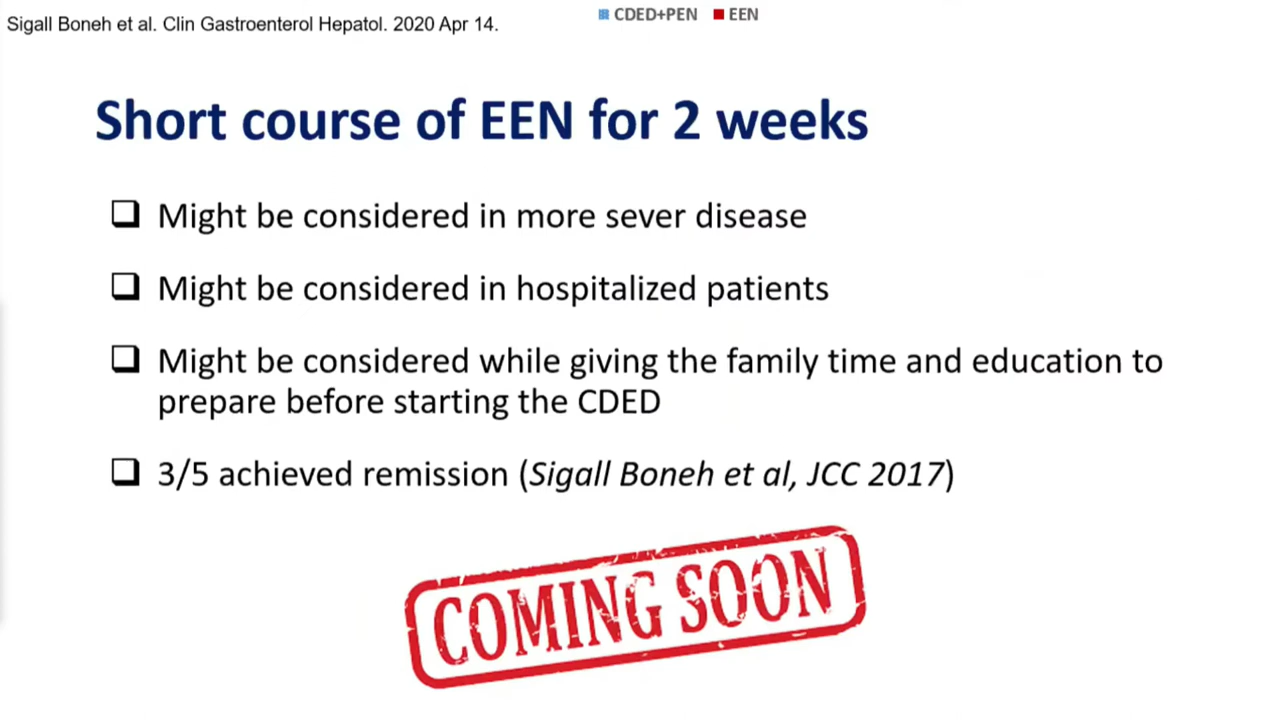 Sigall Boneh et al. Clin Gastroenterol Hepatol. 2020 Apr 14.
CDED+PEN EEN
Short course of EEN for 2 weeks
Might be considered in more sever disease
Might be considered in hospitalized patients
Might be considered while giving the family time and education to
prepare before starting the CDED
3/5 achieved remission (Sigall Boneh et al, JCC 2017)
COMING SOON